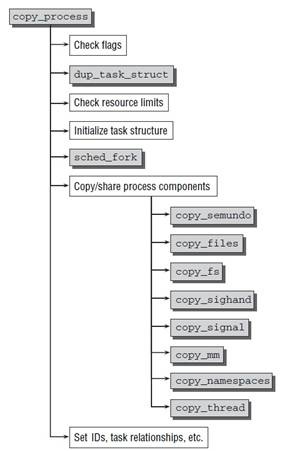 copy_process
Check flags
dup_task_struct
Check resource limits
Initialize task structure
sched_fork
Copy/share process components
copy_semundo
copy_files
copy_fs
copy_sighand
copy_signal
copy_mm
copy_namespaces
copy_thread
Set IDs, task relationships, etc.